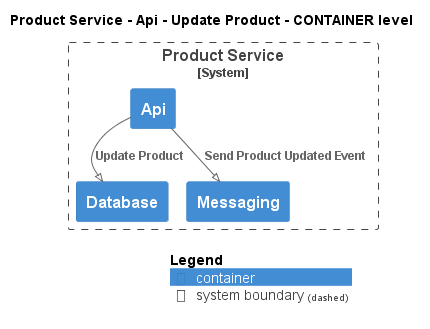 Product Service - Api - Update Product - CONTAINER level
Product Service
[System]
Api
Update Product
Send Product Updated Event
Database
Messaging
Legend
container
system boundary (dashed)